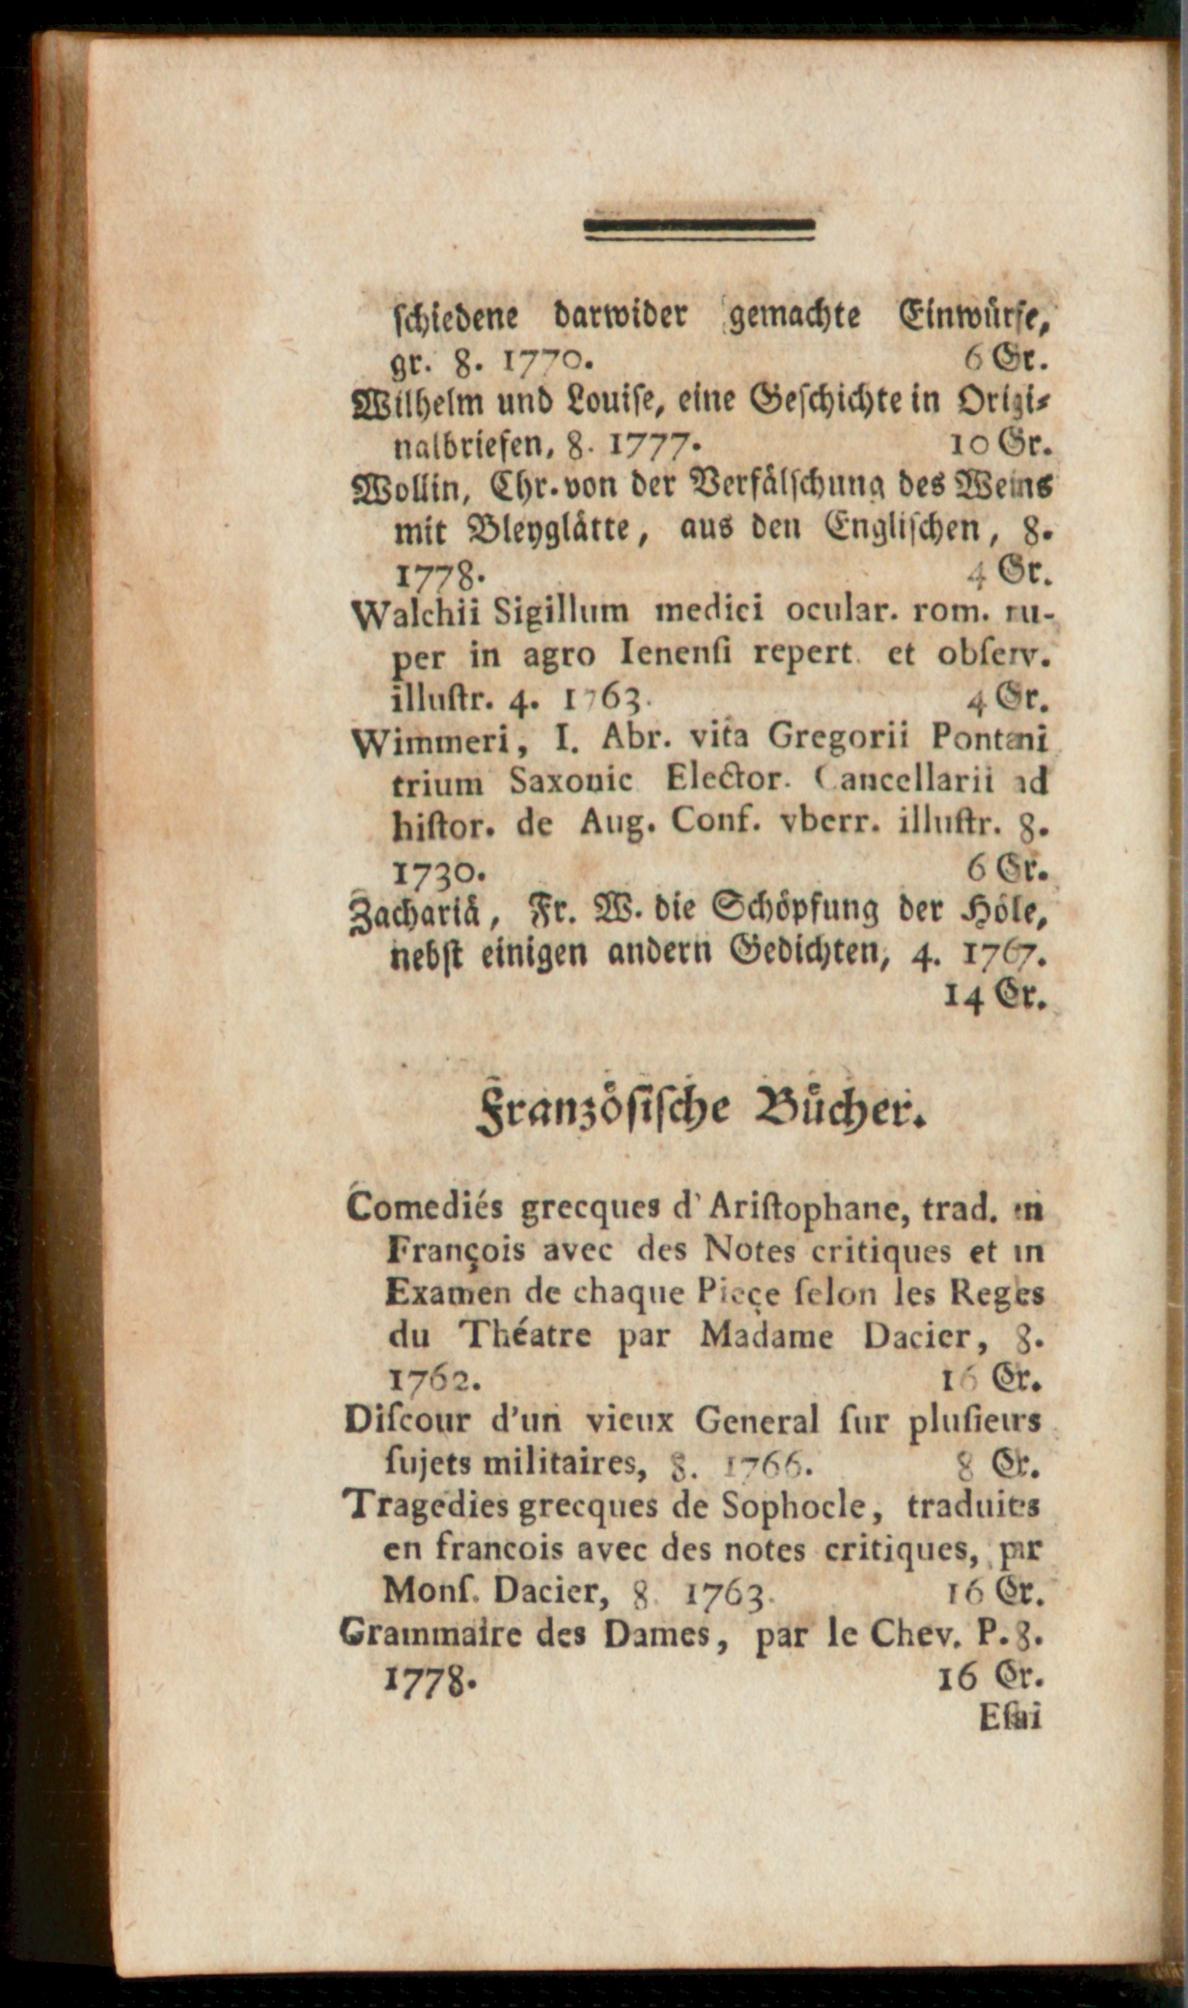 ſchiedene darwider gemachte Einwürfe,
gr. 8. 1770. 6 Gr.
Wilhelm und Louiſe, eine Geſchichte in Origi⸗
nalbriefen, 8. 1777. 10 Gr.
Wollin, Chr. von der Verfälſchung des Weins
mit Bleyglätte, aus den Engliſchen, 8.
1778. 4 Gr.
Walchii Sigillum medici ocular. rom. nu-
per in agro Ienenſi repert. et obſerv.
illuſtr. 4. 1763. 4 Gr.
Wimmeri, I. Abr. vita Gregorii Pontani
trium Saxonic Elector. Cancellarii ad
hiſtor. de Aug. Conf. vberr. illuſtr. 8.
1730. 6 Gr.
Zachariä, Fr. W. die Schöpfung der Höle,
nebſt einigen andern Gedichten, 4. 1767.
14 Gr.
Franzöſiſche Bücher.
Comediés grecques d'Ariſtophane, trad. en
François avec des Notes critiques et un
Examen de chaque Pieçe ſelon les Reges
du Théatre par Madame Dacier, 8.
1762. 16 Gr.
Diſcour d'un vieux General ſur pluſieurs
ſujets militaires, 8. 1766. 8 Gr.
Tragedies grecques de Sophocle, traduites
en francois avec des notes critiques, par
Monſ. Dacier, 8. 1763. 16 Gr.
Grammaire des Dames, par le Chev. P. 8.
1778. 16 Gr.
Eſſai